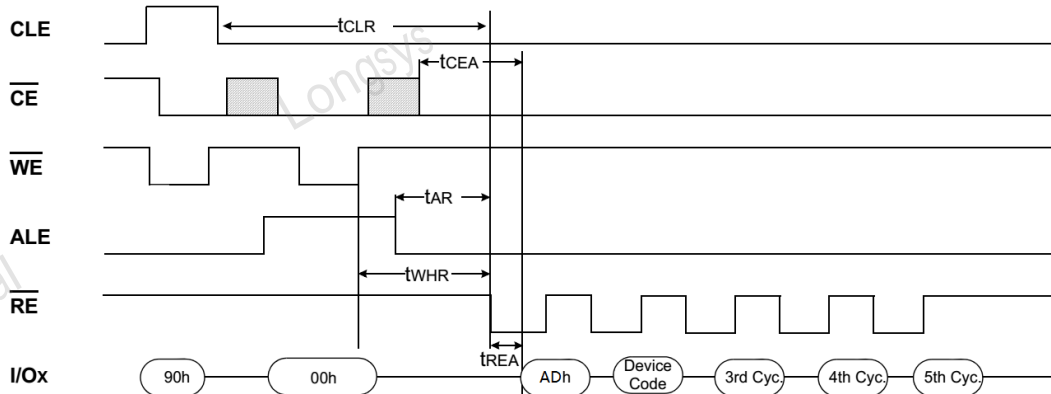 CLE
tCLR
tCEA
CE
Longsys
WE
tAR
ALE
tWHR
RE
tREA
I/Ox
90h
00h
ADh
Device
Code
3rd Cyc.
4th Cyc.
5th Cyc.